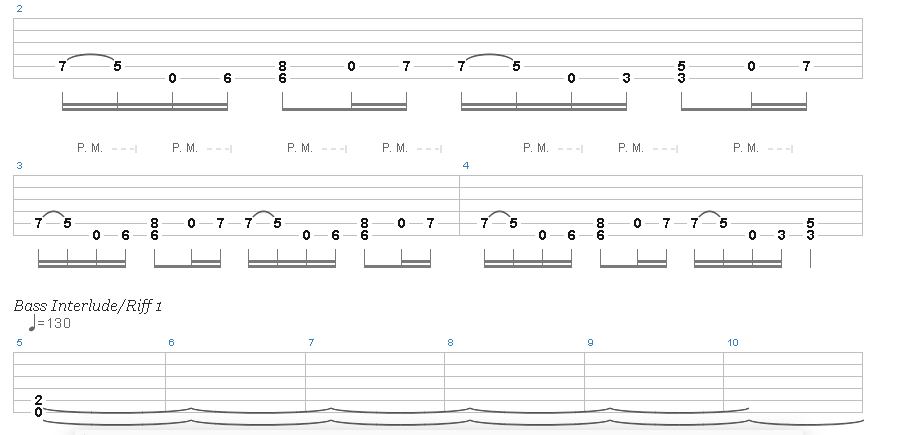 2
7 5 0 6 8 0 7 7 5 0 3 5 0 7
6 3
P. M. P. M. P. M. P. M. P. M. P. M. P. M.
3 4
7 5 8 0 7 7 5 8 0 7 7 5 8 0 7 7 5 5
0 6 6 0 6 6 0 6 6 0 3 3
Bass Interlude/Riff 1
♩=130
5 6 7 8 9 10
2
0